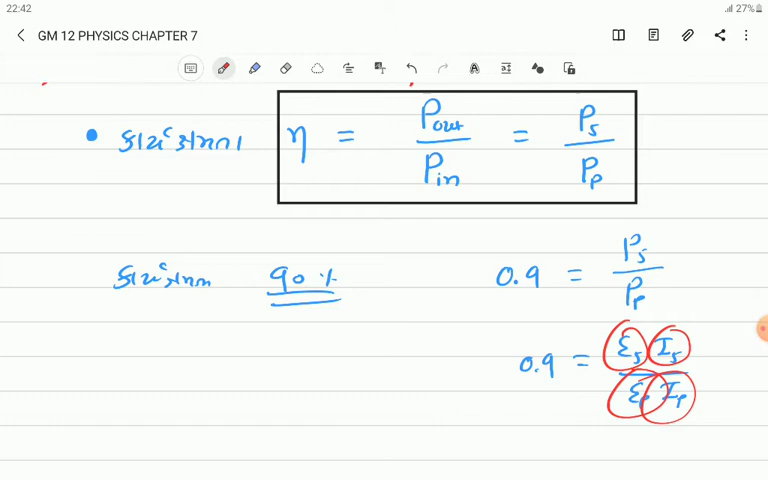 22:42
27%
GM 12 PHYSICS CHAPTER 7
• કાર્યક્ષમતા η = P_out / P_in = P_s / P_p
કાર્યક્ષમતા 90 % 0.9 = P_s / P_p
0.9 = ε_s I_s / ε_p I_p